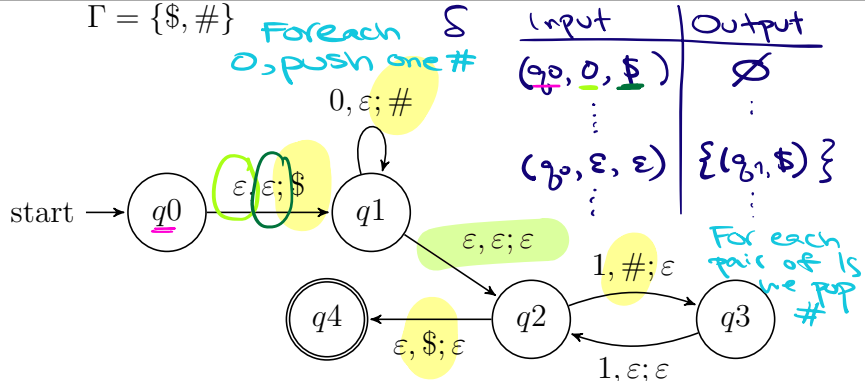 Γ = {$, #}
Foreach
0, push one #
δ
Input
Output
(q0, 0, $)
∅
⋮
⋮
(q0, ε, ε)
{(q1, $)}
⋮
⋮
0, ε; #
ε, ε; $
start
q0
q1
ε, ε; ε
For each
pair of 1s
we pop
#
1, #; ε
q4
q2
q3
ε, $; ε
1, ε; ε